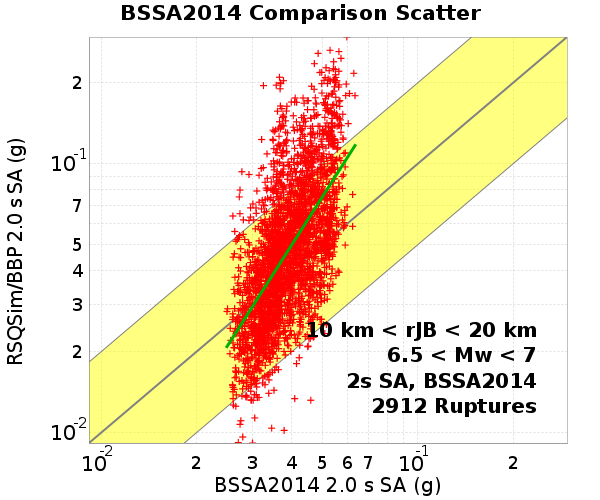 BSSA2014 Comparison Scatter
RSQSim/BBP 2.0 s SA (g)
2
10-1
7
5
4
3
2
10-2
10 km < rJB < 20 km
6.5 < Mw < 7
2s SA, BSSA2014
2912 Ruptures
10-2 2 3 4 5 6 7 10-1 2
BSSA2014 2.0 s SA (g)